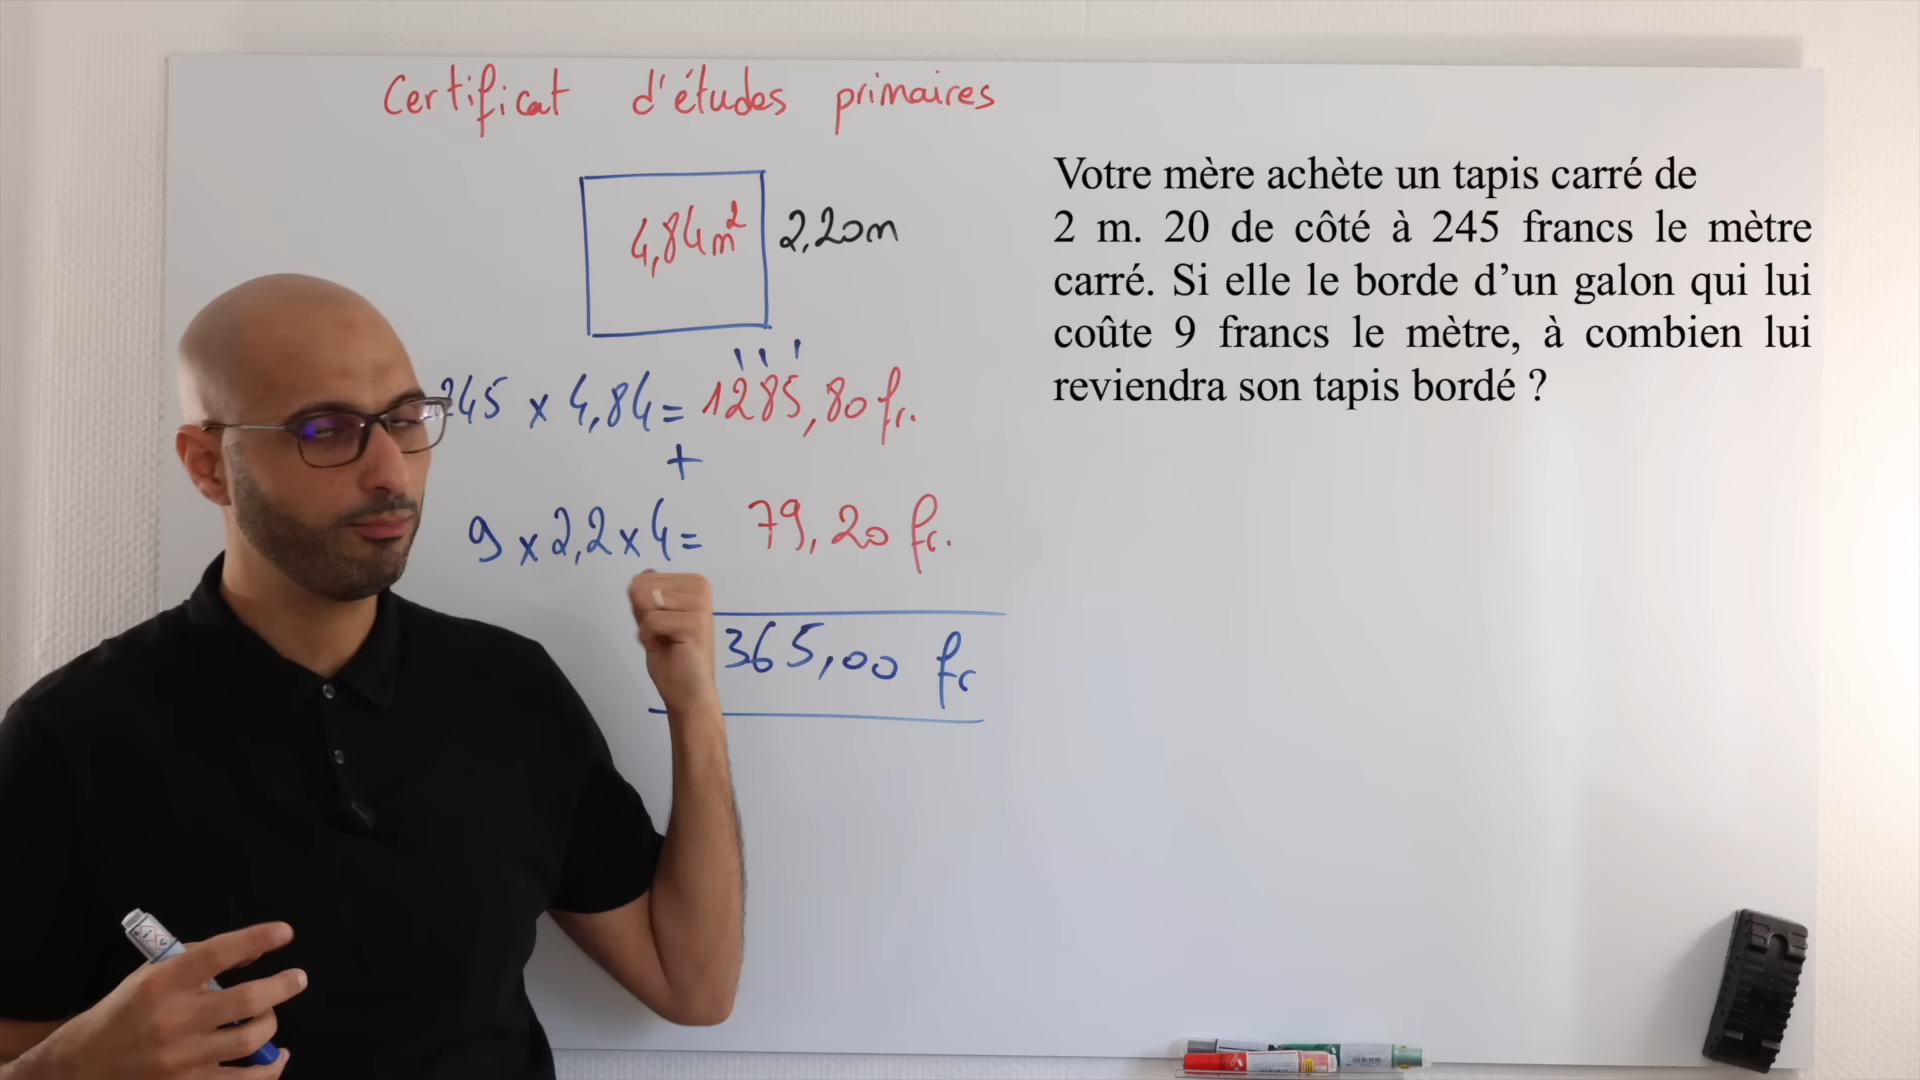 Certificat d'études primaires
4,84m²
2,20m
245 x 4,84 = 1285,80 fr.
+
9 x 2,2 x 4 = 79,20 fr.
365,00 fr
Votre mère achète un tapis carré de
2 m. 20 de côté à 245 francs le mètre
carré. Si elle le borde d’un galon qui lui
coûte 9 francs le mètre, à combien lui
reviendra son tapis bordé ?